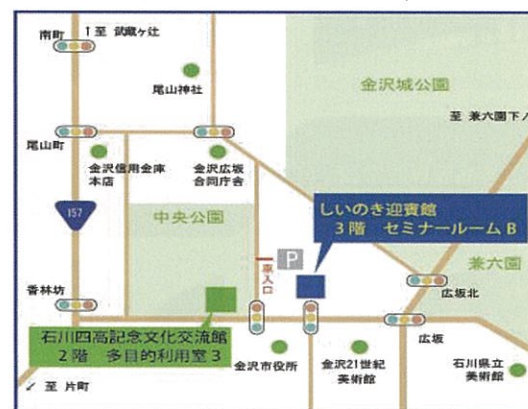 南町
↑至 武蔵ヶ辻
尾山神社
金沢城公園
至 兼六園下
尾山町
金沢信用金庫
本店
金沢広坂
合同庁舎
157
中央公園
しいのき迎賓館
3階 セミナールームB
P
車入口
兼六園
広坂北
香林坊
石川四高記念文化交流館
2階 多目的利用室3
広坂
金沢市役所
金沢21世紀
美術館
石川県立
美術館
↙至 片町